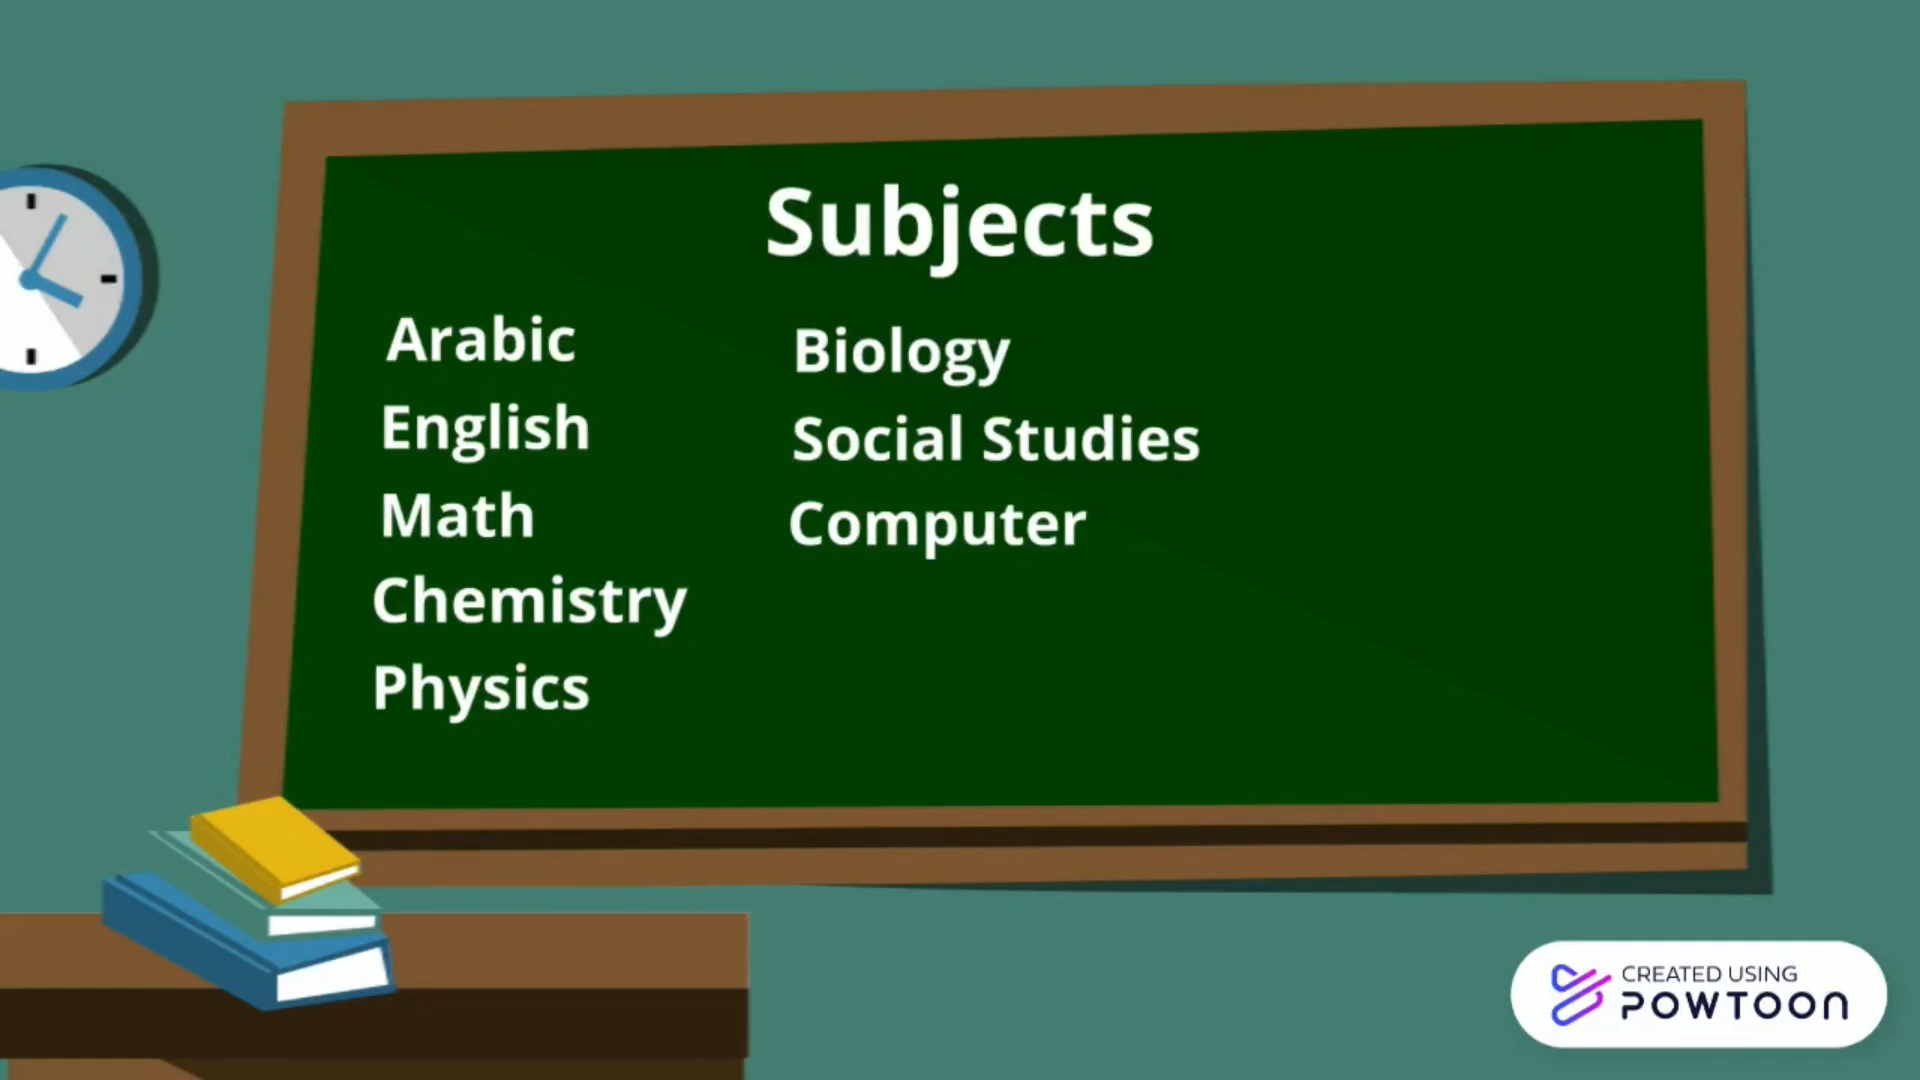 Subjects
Arabic
English
Math
Chemistry
Physics
Biology
Social Studies
Computer
CREATED USING
POWTOON